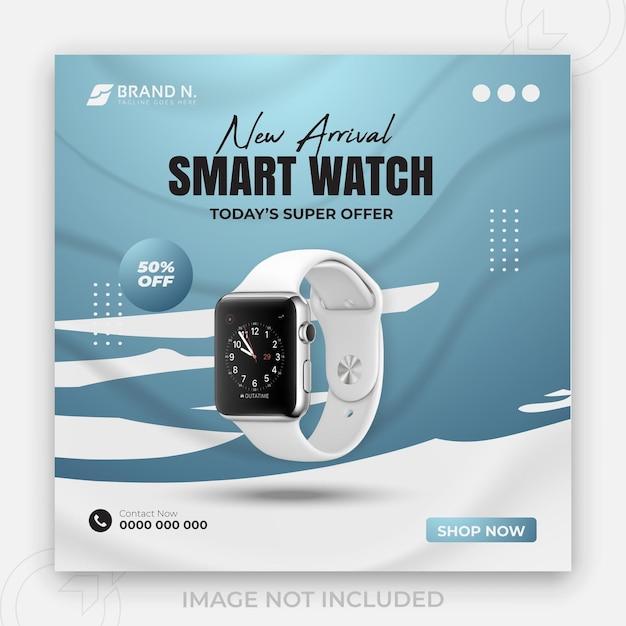 BRAND N.
TAGLINE GOES HERE
New Arrival
SMART WATCH
TODAY'S SUPER OFFER
50%
OFF
OUTATIME
Contact Now
0000 000 000
SHOP NOW
IMAGE NOT INCLUDED